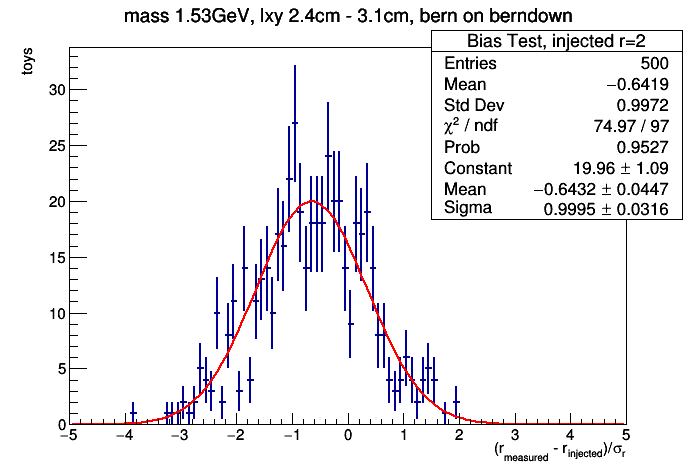 mass 1.53GeV, lxy 2.4cm - 3.1cm, bern on berndown
toys
Bias Test, injected r=2
Entries 500
Mean −0.6419
Std Dev 0.9972
χ² / ndf 74.97 / 97
Prob 0.9527
Constant 19.96 ± 1.09
Mean −0.6432 ± 0.0447
Sigma 0.9995 ± 0.0316
30
25
20
15
10
5
0
−5 −4 −3 −2 −1 0 1 2 3 4 5
(r_measured - r_injected)/σ_r